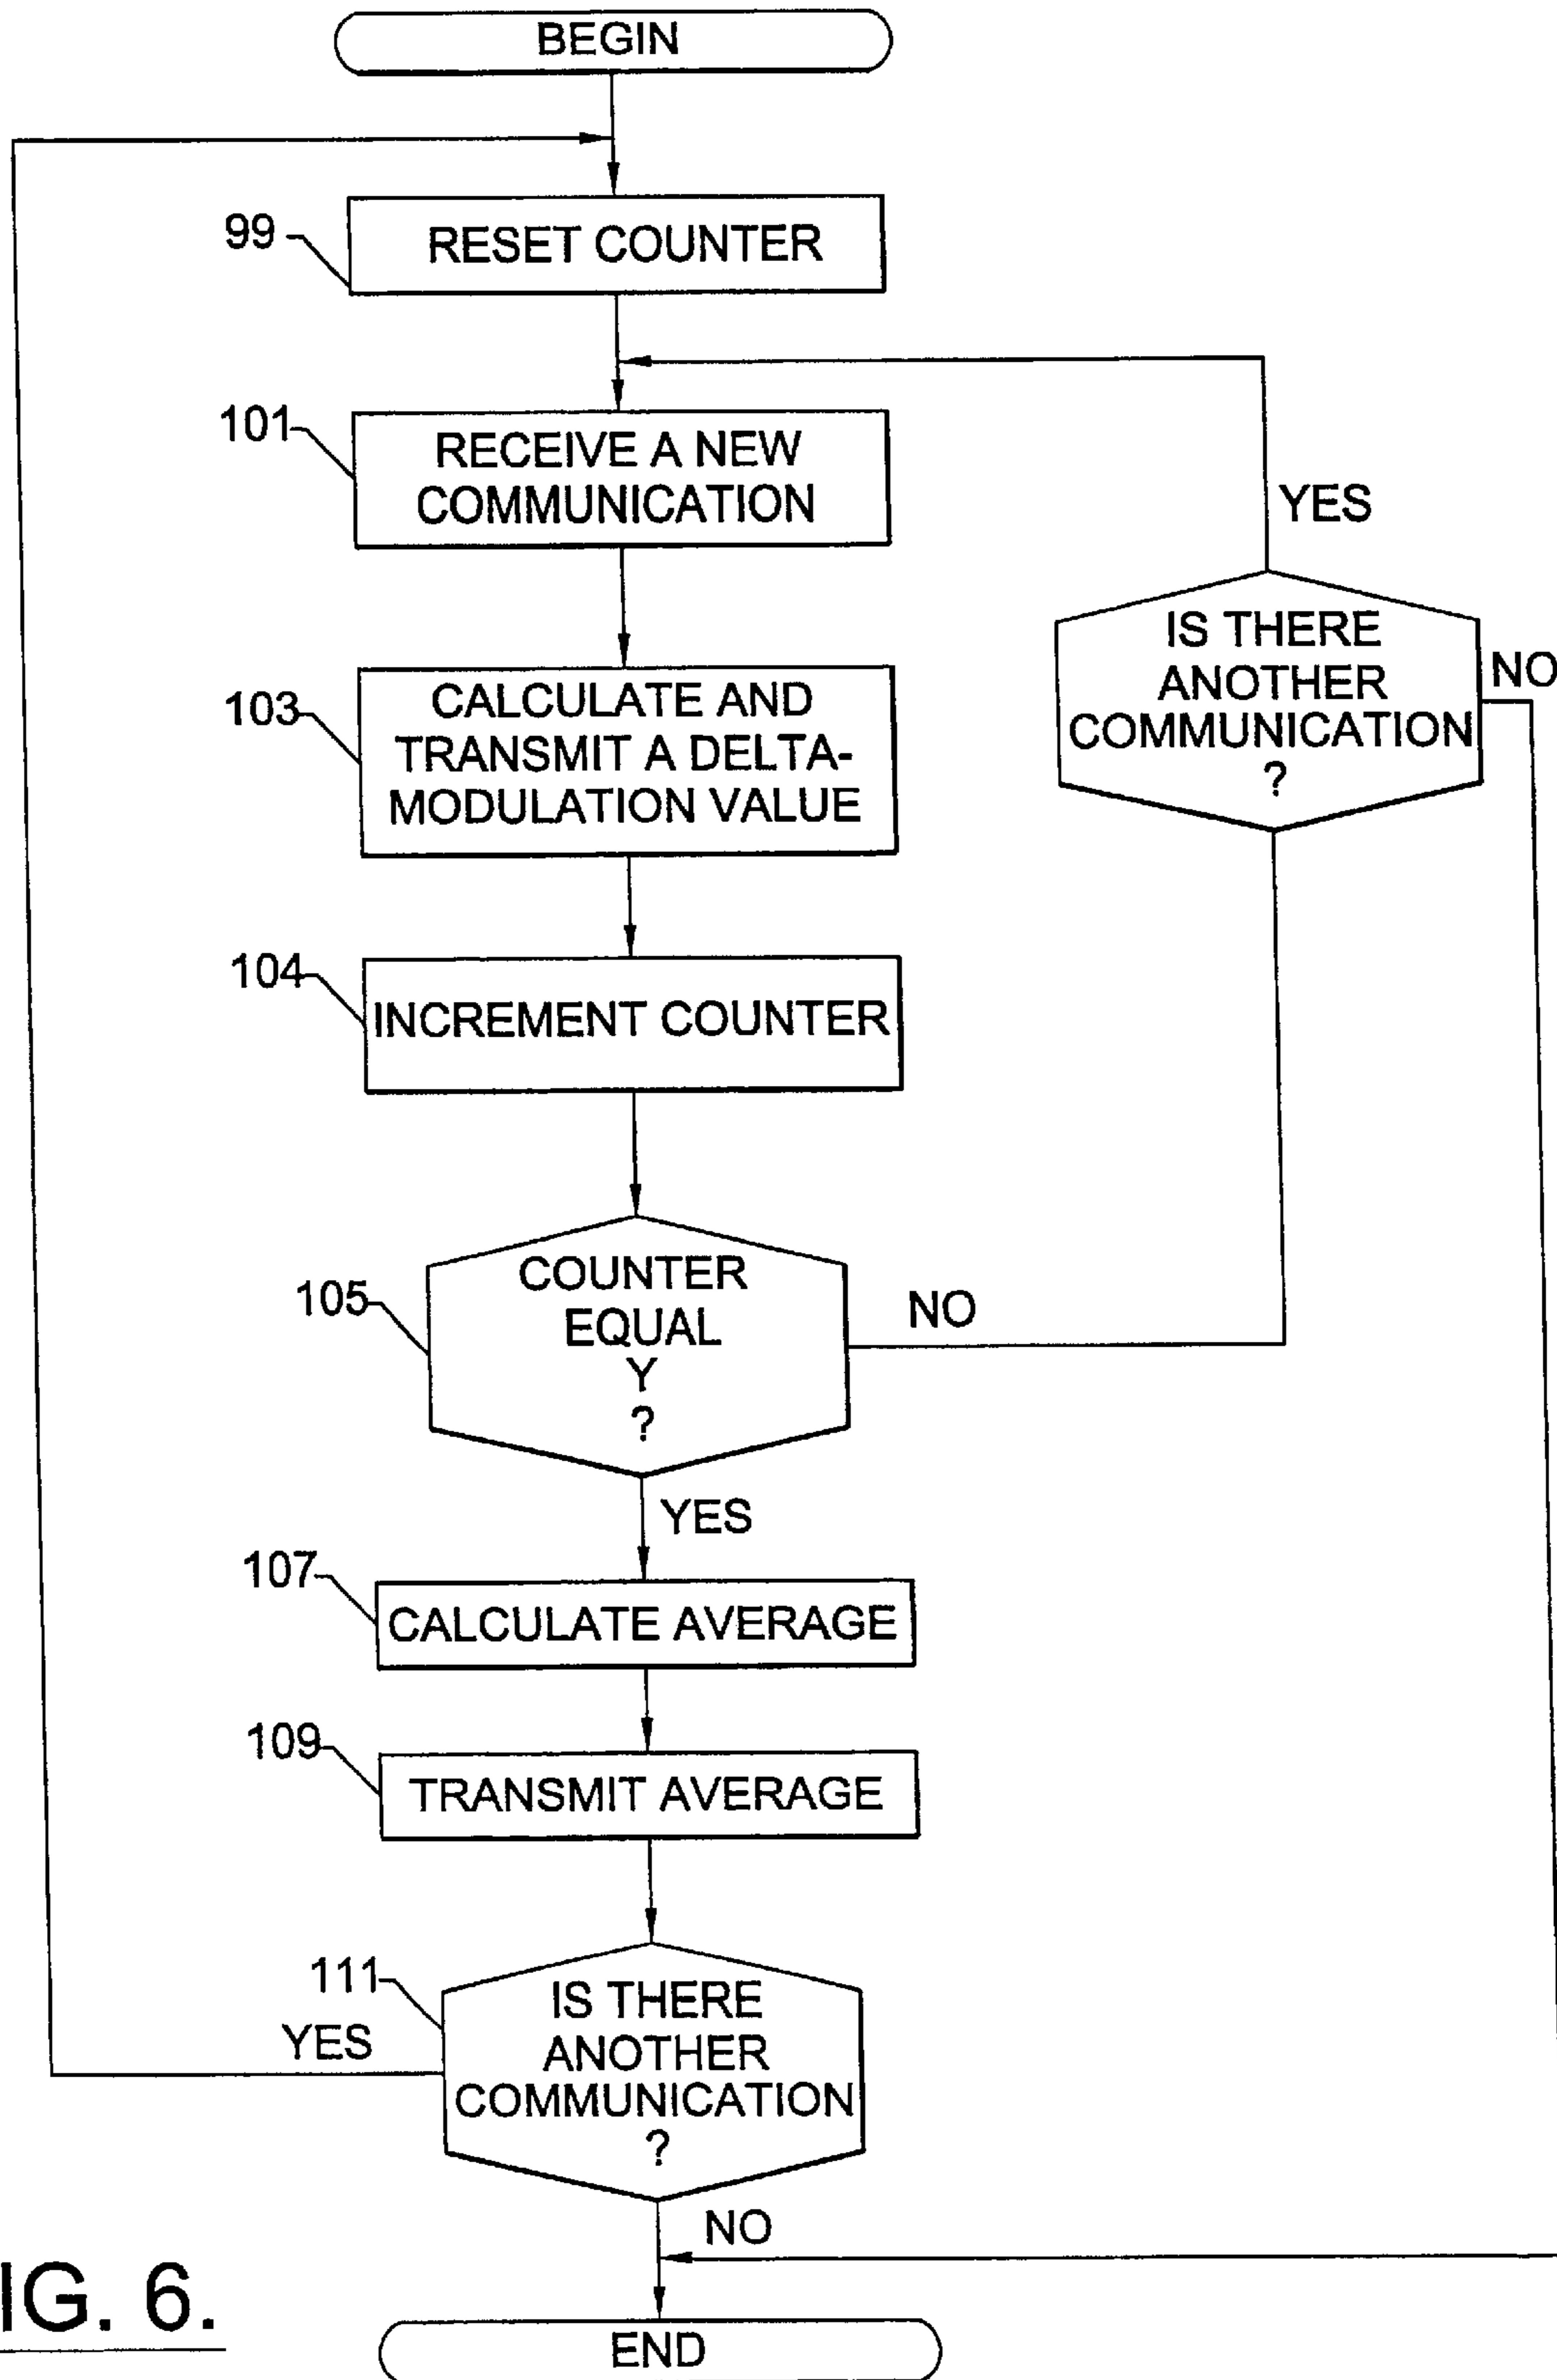 BEGIN
99
RESET COUNTER
101
RECEIVE A NEW
COMMUNICATION
YES
IS THERE
ANOTHER
COMMUNICATION
?
NO
103
CALCULATE AND
TRANSMIT A DELTA-
MODULATION VALUE
104
INCREMENT COUNTER
105
COUNTER
EQUAL
Y
?
NO
YES
107
CALCULATE AVERAGE
109
TRANSMIT AVERAGE
111
YES
IS THERE
ANOTHER
COMMUNICATION
?
NO
IG. 6.
END